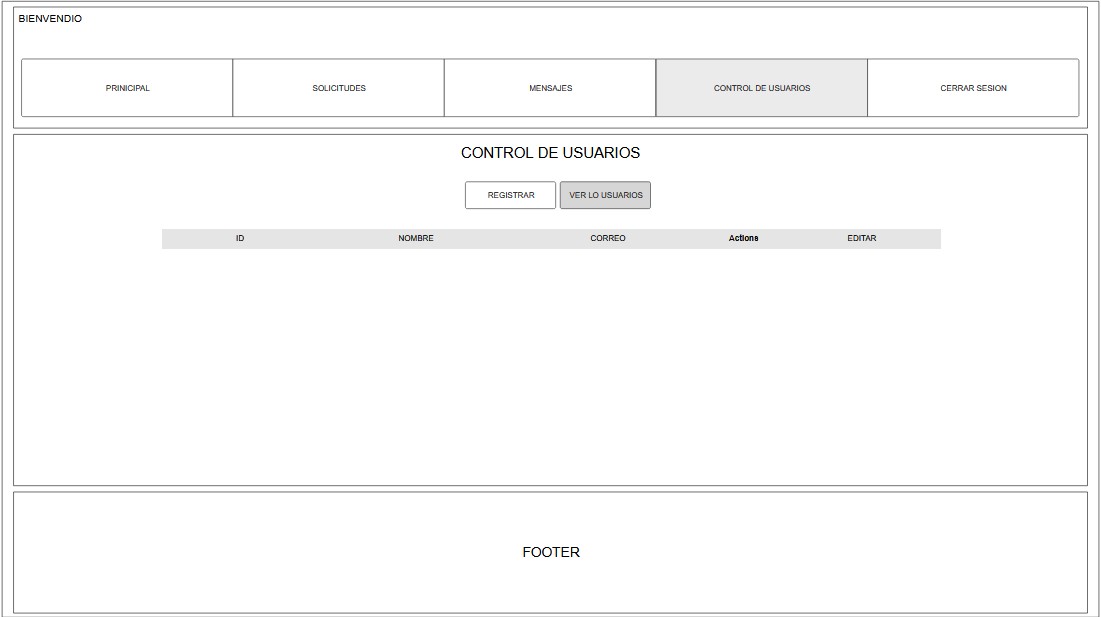 BIENVENDIO
PRINICIPAL SOLICITUDES MENSAJES CONTROL DE USUARIOS CERRAR SESION
CONTROL DE USUARIOS
REGISTRAR VER LO USUARIOS
ID NOMBRE CORREO Actions EDITAR
FOOTER